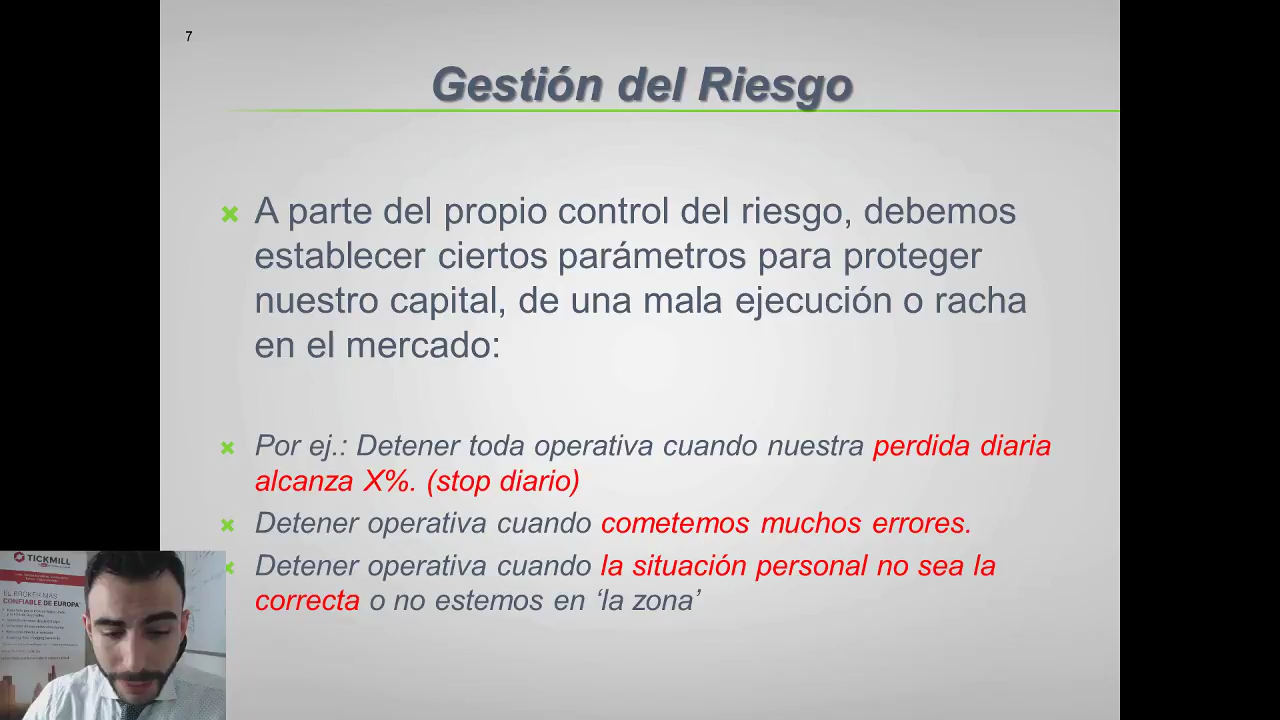 7
Gestión del Riesgo
A parte del propio control del riesgo, debemos
establecer ciertos parámetros para proteger
nuestro capital, de una mala ejecución o racha
en el mercado:
Por ej.: Detener toda operativa cuando nuestra perdida diaria
alcanza X%. (stop diario)
Detener operativa cuando cometemos muchos errores.
Detener operativa cuando la situación personal no sea la
correcta o no estemos en ‘la zona’
TICKMILL
EL BRÓKER MÁS
CONFIABLE DE EUROPA